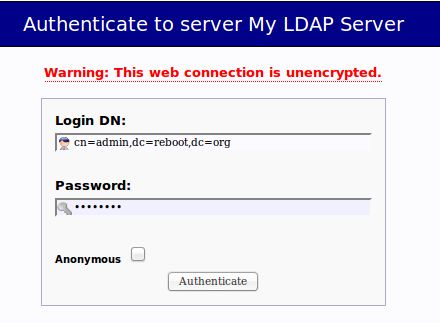 Authenticate to server My LDAP Server
Warning: This web connection is unencrypted.
Login DN:
cn=admin,dc=reboot,dc=org
Password:
••••••••
Anonymous
Authenticate